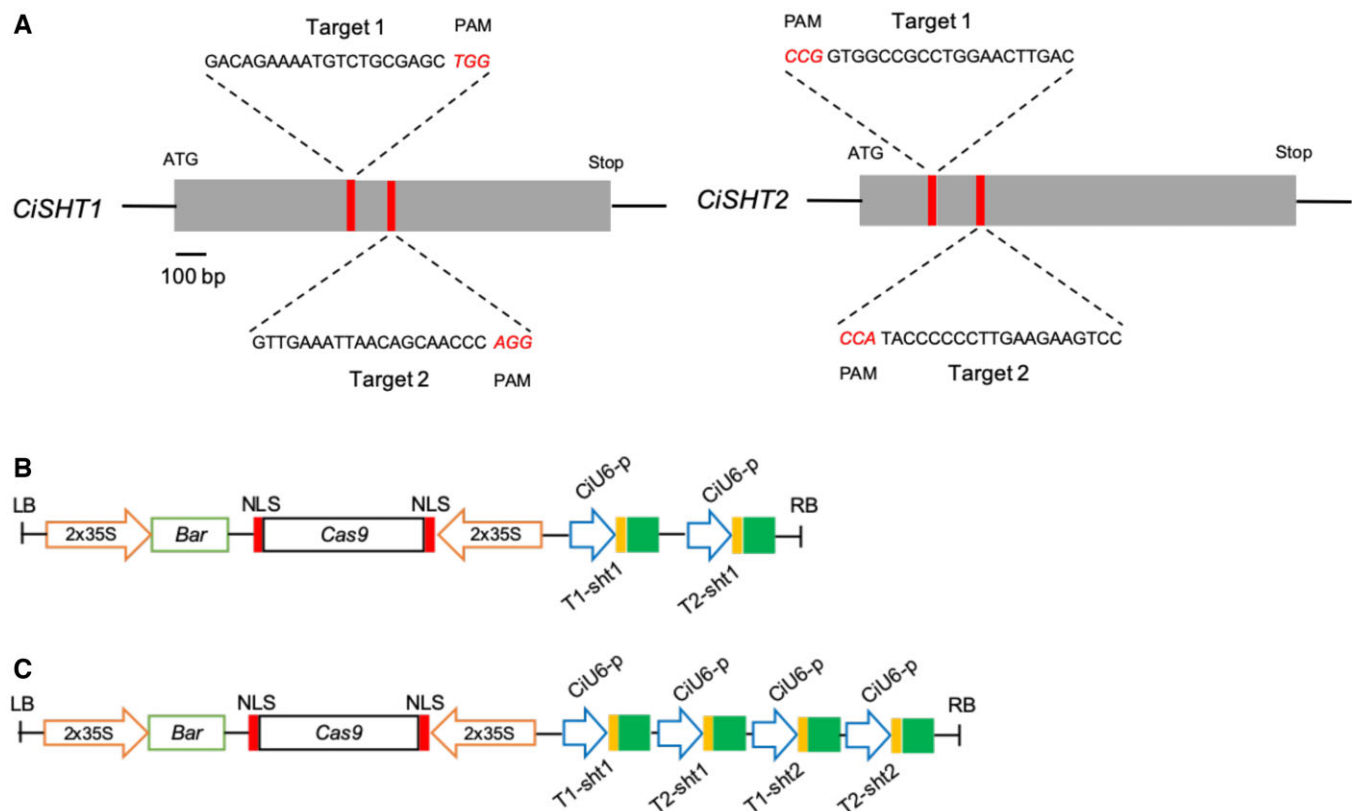 A
Target 1 PAM
GACAGAAAATGTCTGCGAGC TGG
ATG
Stop
CiSHT1
100 bp
GTTGAAATTAACAGCAACCC AGG
Target 2 PAM
PAM Target 1
CCG GTGGCCGCCTGGAACTTGAC
ATG
Stop
CiSHT2
CCA TACCCCCCTTGAAGAAGTCC
PAM Target 2
B
LB 2x35S Bar NLS Cas9 NLS 2x35S CiU6-p CiU6-p RB
T1-sht1 T2-sht1
C
LB 2x35S Bar NLS Cas9 NLS 2x35S CiU6-p CiU6-p CiU6-p CiU6-p RB
T1-sht1 T2-sht1 T1-sht2 T2-sht2